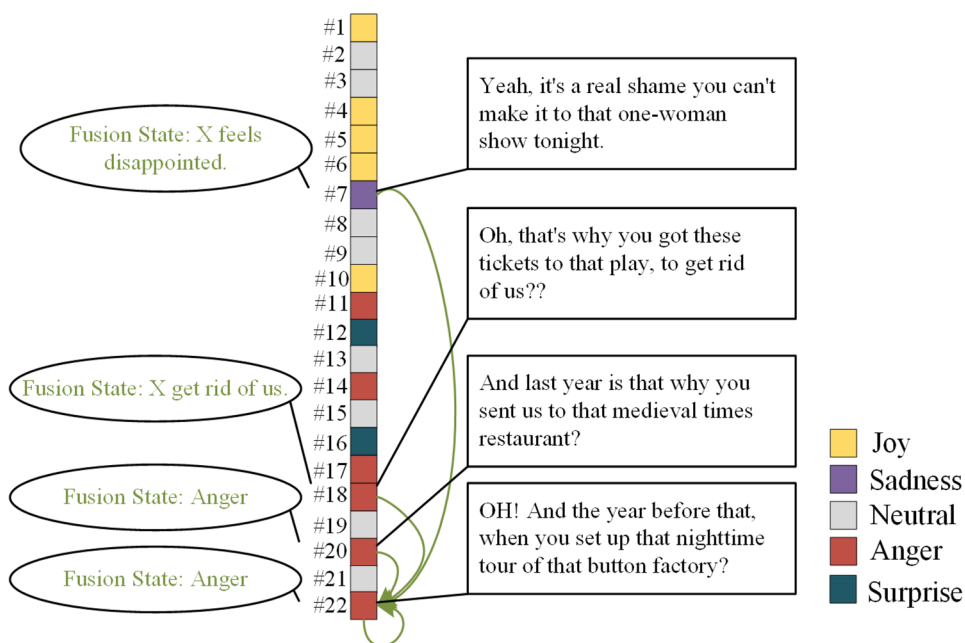 #1
#2
#3
#4
#5
#6
#7
#8
#9
#10
#11
#12
#13
#14
#15
#16
#17
#18
#19
#20
#21
#22
Fusion State: X feels
disappointed.
Fusion State: X get rid of us.
Fusion State: Anger
Fusion State: Anger
Yeah, it's a real shame you can't
make it to that one-woman
show tonight.
Oh, that's why you got these
tickets to that play, to get rid
of us??
And last year is that why you
sent us to that medieval times
restaurant?
OH! And the year before that,
when you set up that nighttime
tour of that button factory?
Joy
Sadness
Neutral
Anger
Surprise